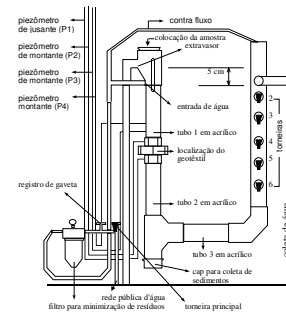 piezômetro
de jusante (P1)
piezômetro
de montante (P2)
piezômetro
de montante (P3)
piezômetro
montante (P4)
contra fluxo
colocação da amostra
extravasor
5 cm
entrada de água
2
3
4
5
6
torneiras
tubo 1 em acrílico
localização do
geotêxtil
tubo 2 em acrílico
registro de gaveta
tubo 3 em acrílico
cap para coleta de
sedimentos
rede pública d'água
filtro para minimização de resíduos
torneira principal